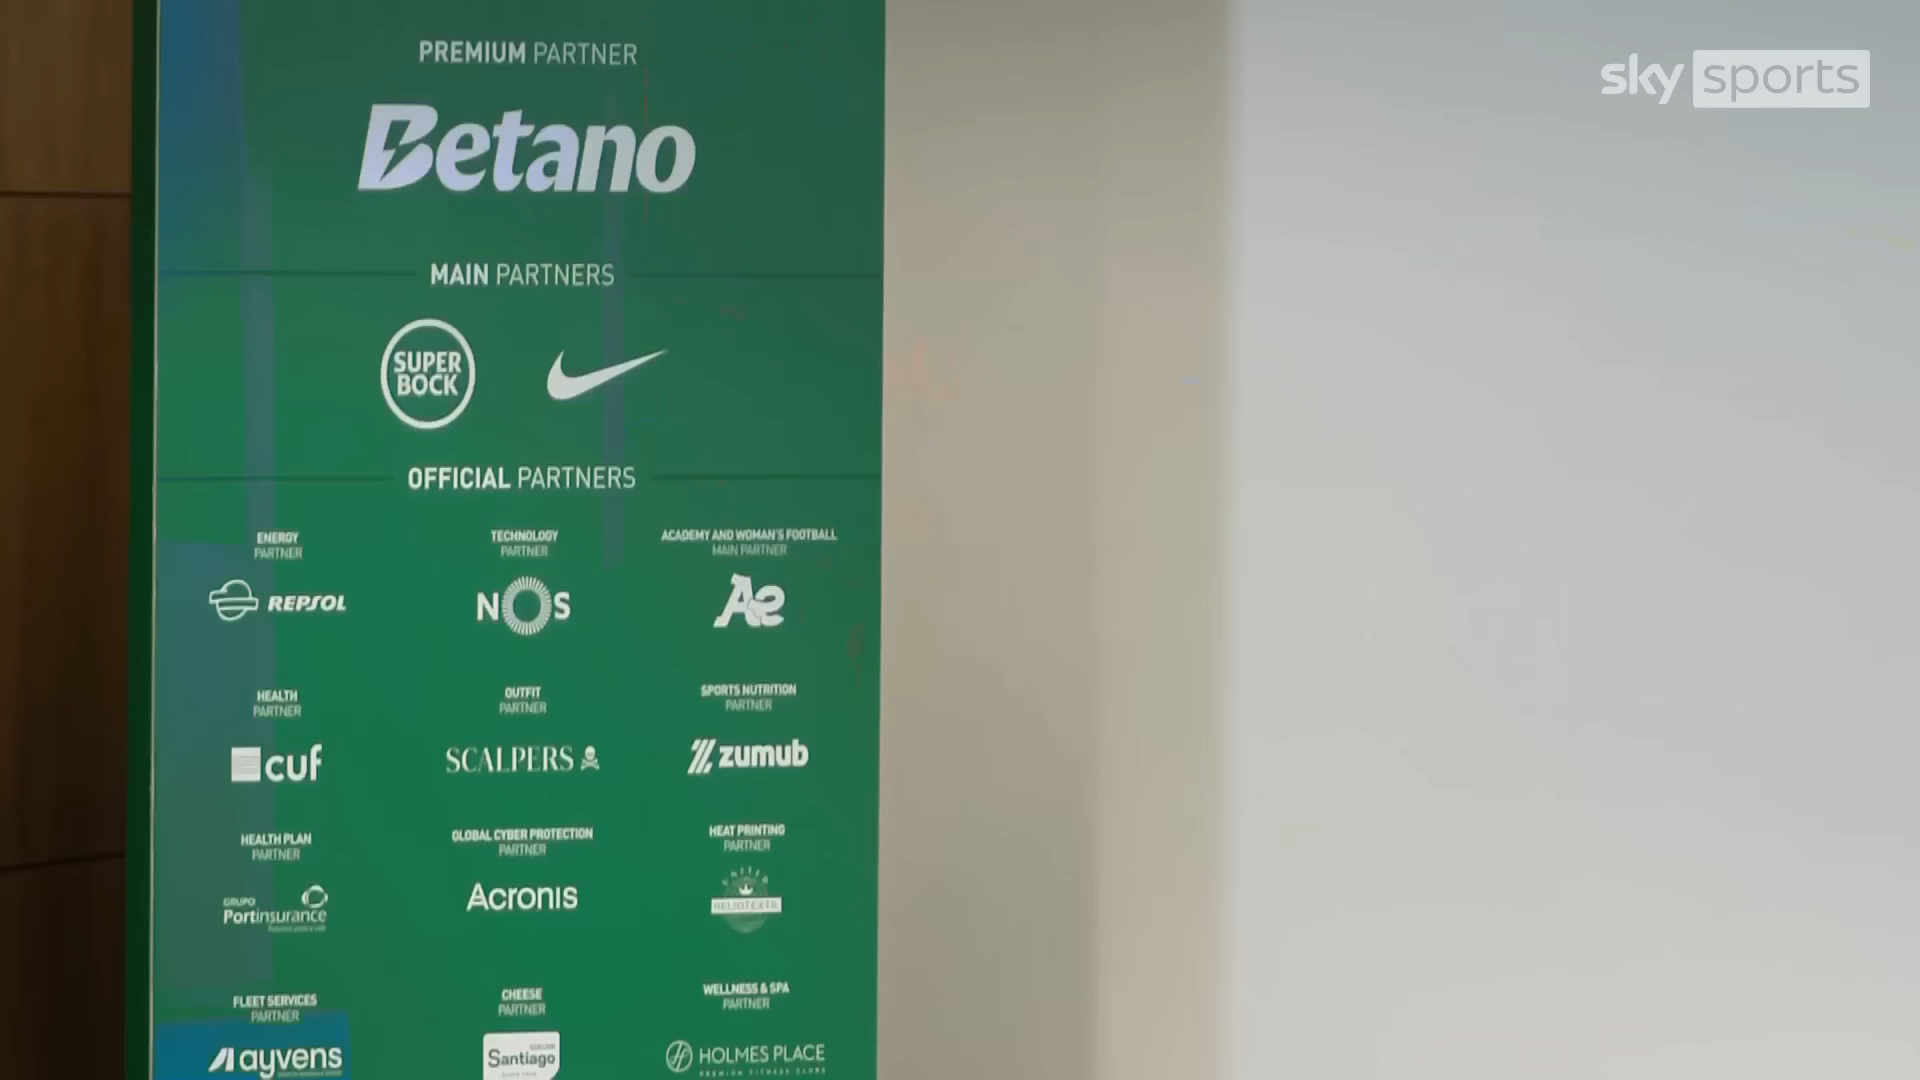 sky sports
PREMIUM PARTNER
Betano
MAIN PARTNERS
SUPER
BOCK
OFFICIAL PARTNERS
ENERGY
PARTNER
REPSOL
TECHNOLOGY
PARTNER
NOS
ACADEMY AND WOMAN'S FOOTBALL
MAIN PARTNER
Ae
HEALTH
PARTNER
cuf
OUTFIT
PARTNER
SCALPERS
SPORTS NUTRITION
PARTNER
zumub
HEALTH PLAN
PARTNER
GRUPO
Portinsurance
GLOBAL CYBER PROTECTION
PARTNER
Acronis
HEAT PRINTING
PARTNER
UNITED
RELIOTEXTIL
FLEET SERVICES
PARTNER
ayvens
CHEESE
PARTNER
Santiago
WELLNESS & SPA
PARTNER
HOLMES PLACE
PREMIUM FITNESS CLUBS